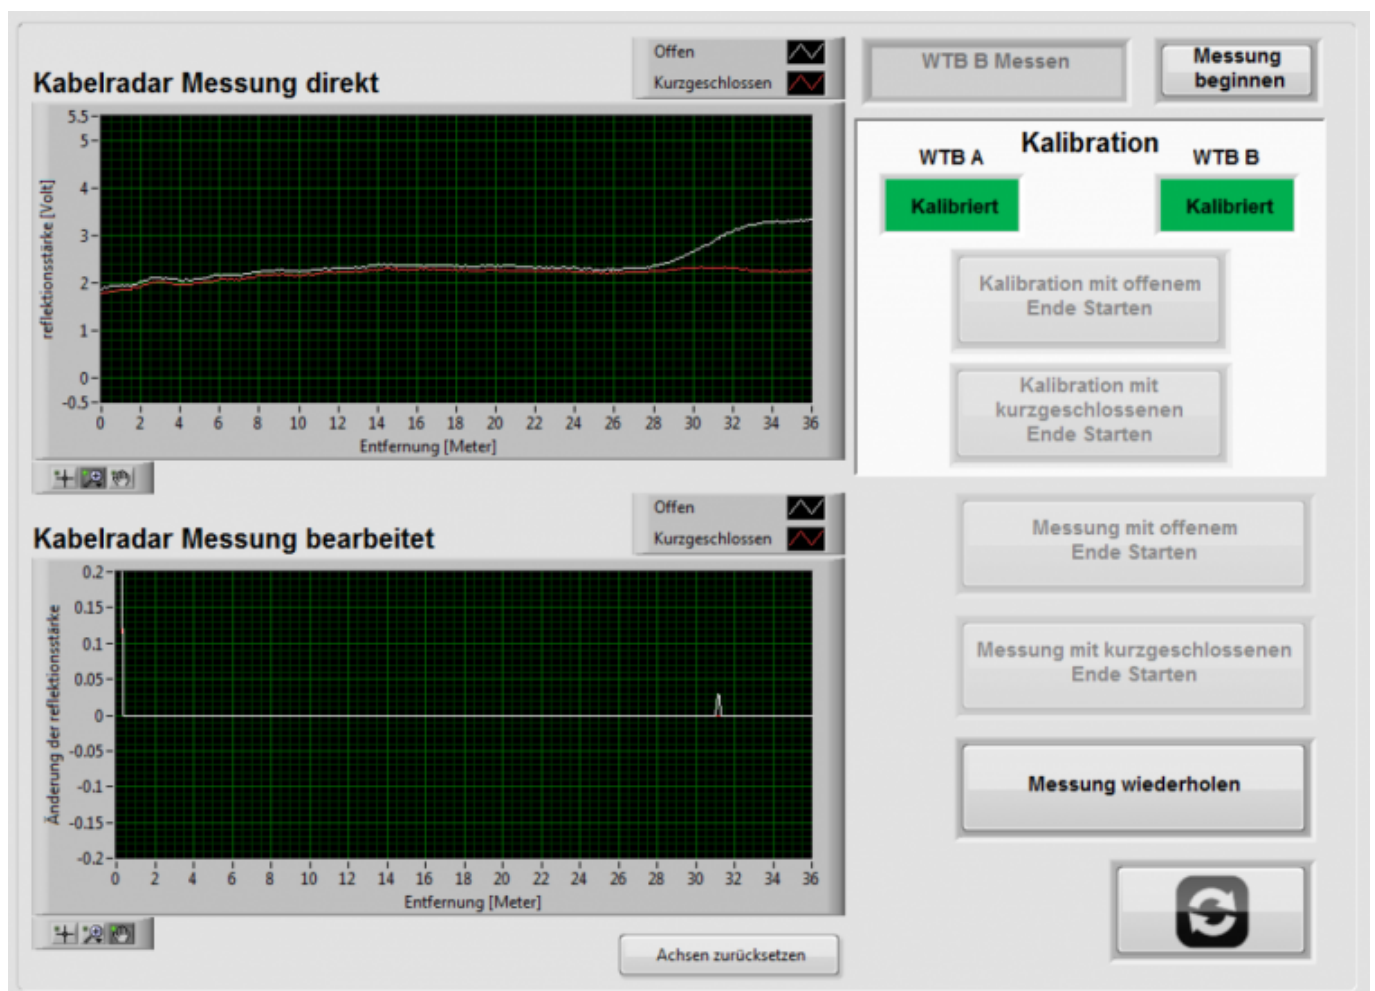 Offen
Kurzgeschlossen
Kabelradar Messung direkt
5.5
5
4
3
2
1
0
-0.5
reflektionsstärke [Volt]
0 2 4 6 8 10 12 14 16 18 20 22 24 26 28 30 32 34 36
Entfernung [Meter]
WTB B Messen
Messung
beginnen
Kalibration
WTB A
WTB B
Kalibriert
Kalibriert
Kalibration mit offenem
Ende Starten
Kalibration mit
kurzgeschlossenen
Ende Starten
Offen
Kurzgeschlossen
Kabelradar Messung bearbeitet
0.2
0.15
0.1
0.05
0
-0.05
-0.1
-0.15
-0.2
Änderung der reflektionsstärke
0 2 4 6 8 10 12 14 16 18 20 22 24 26 28 30 32 34 36
Entfernung [Meter]
Messung mit offenem
Ende Starten
Messung mit kurzgeschlossenen
Ende Starten
Messung wiederholen
Achsen zurücksetzen